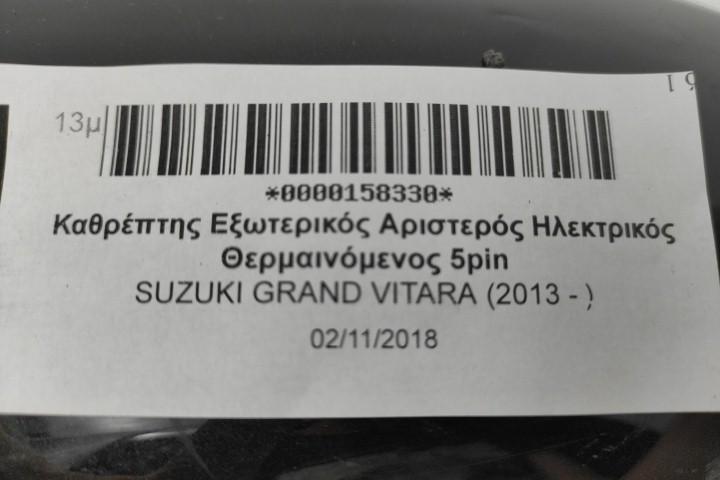 13μ
*0000158330*
Καθρέπτης Εξωτερικός Αριστερός Ηλεκτρικός
Θερμαινόμενος 5pin
SUZUKI GRAND VITARA (2013 - )
02/11/2018